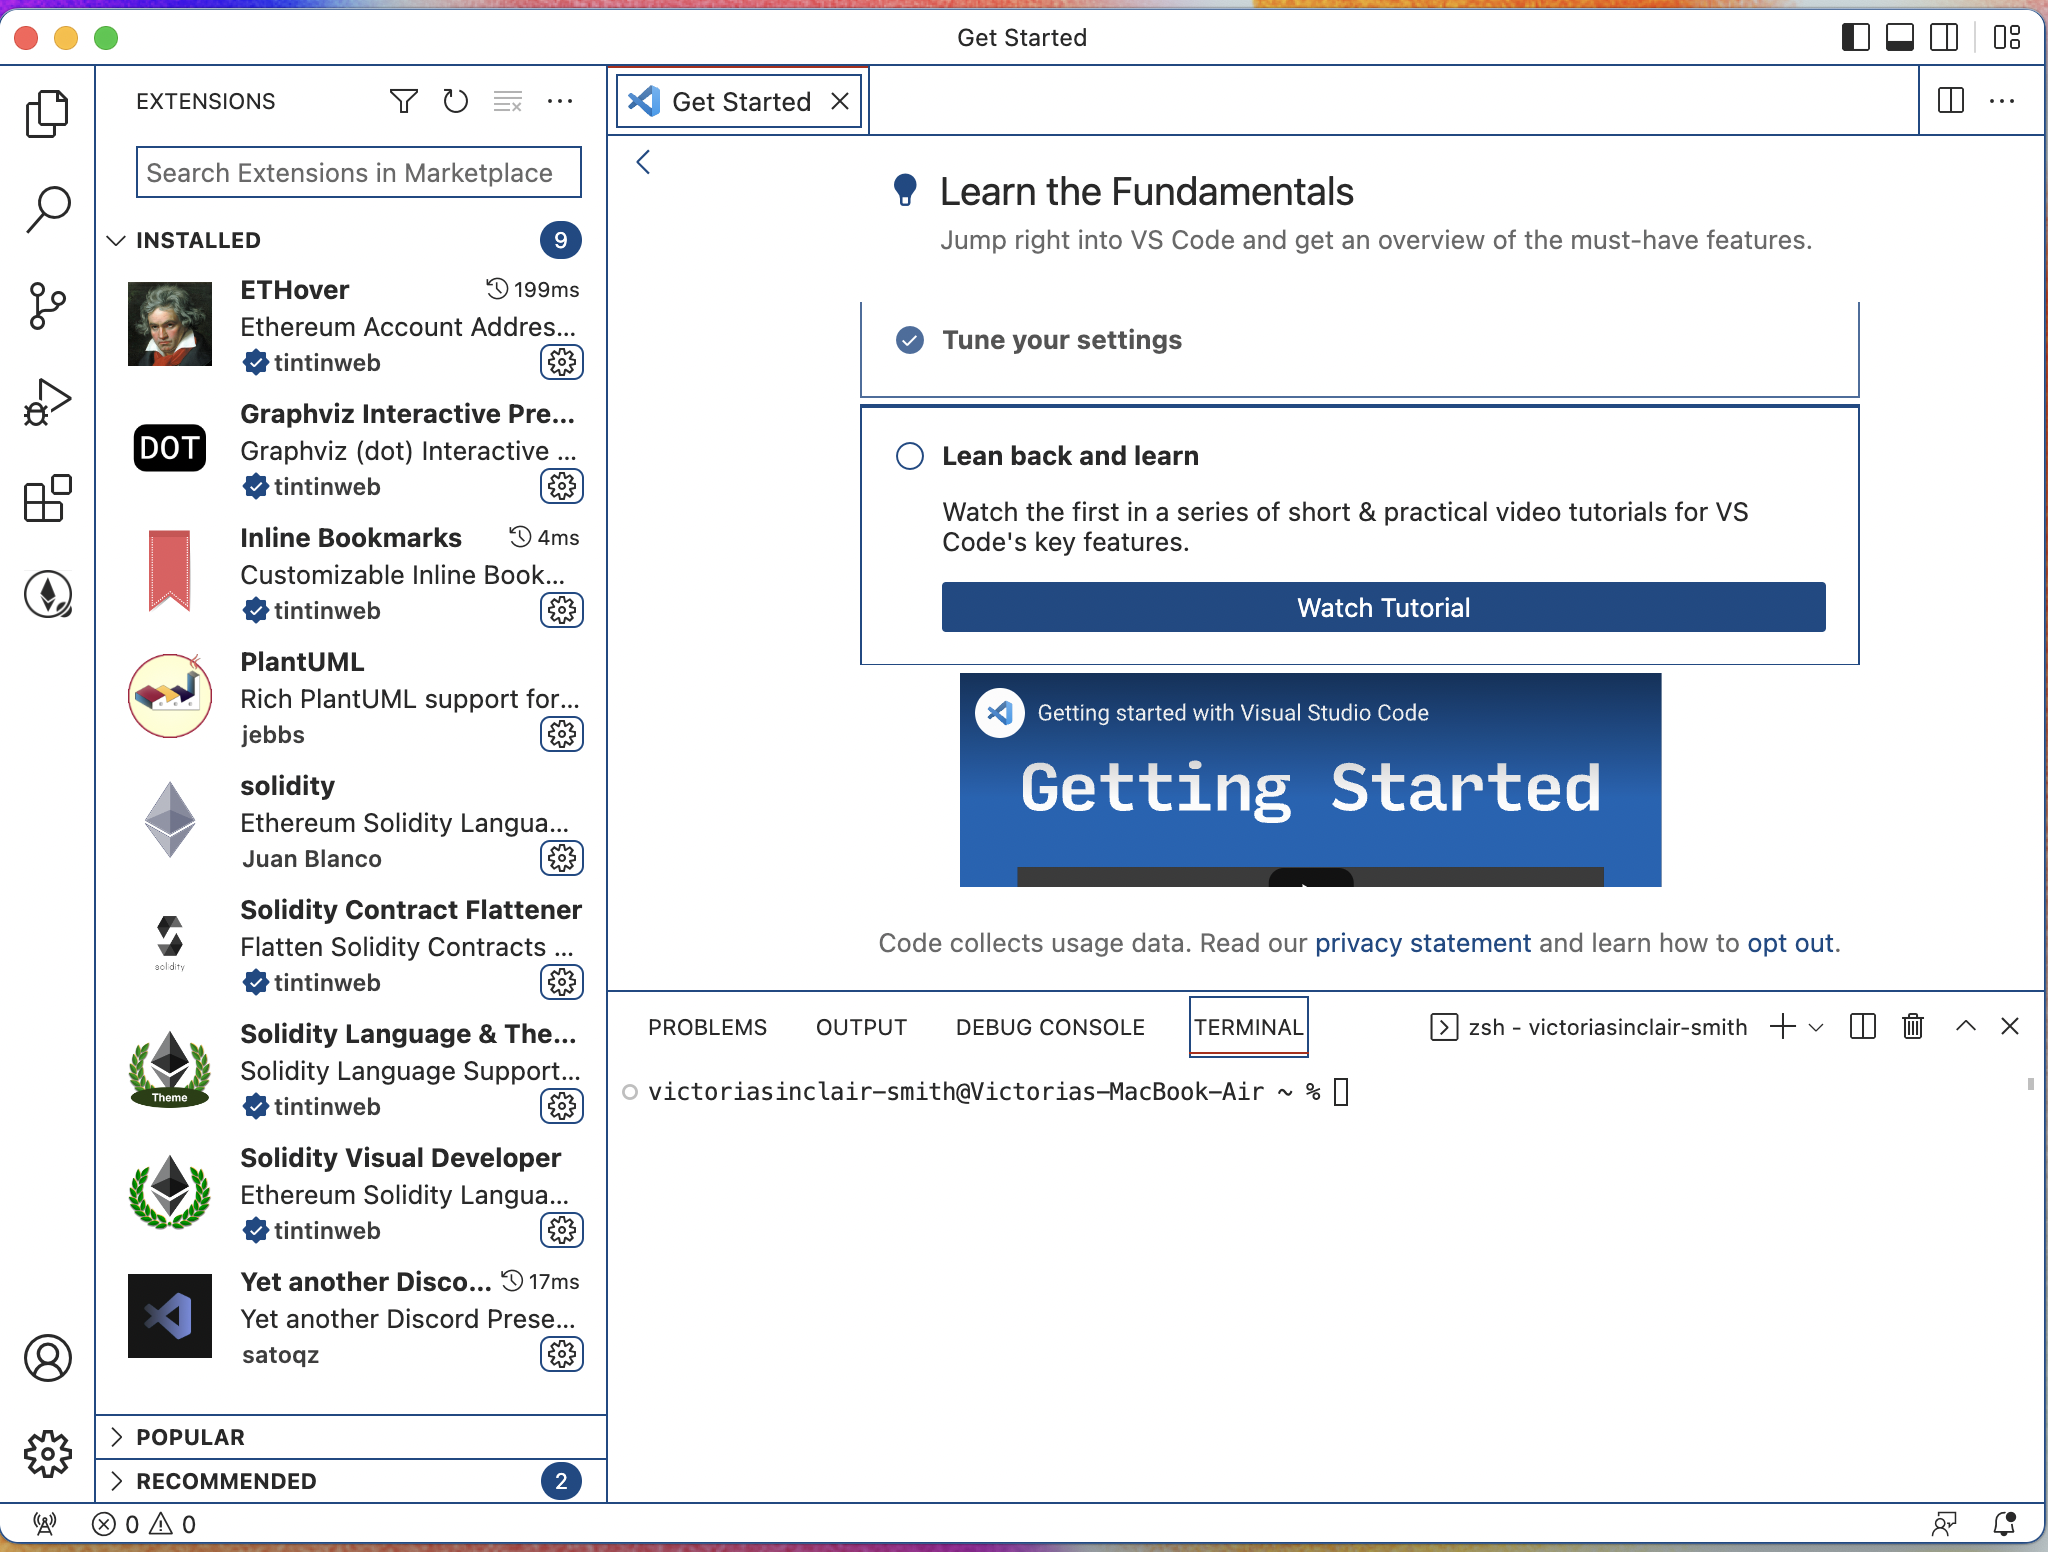 Get Started
EXTENSIONS
Search Extensions in Marketplace
INSTALLED 9
ETHover 199ms
Ethereum Account Addres...
tintinweb
DOT
Graphviz Interactive Pre...
Graphviz (dot) Interactive ...
tintinweb
Inline Bookmarks 4ms
Customizable Inline Book...
tintinweb
PlantUML
Rich PlantUML support for...
jebbs
solidity
Ethereum Solidity Langua...
Juan Blanco
Solidity Contract Flattener
Flatten Solidity Contracts ...
solidity
tintinweb
Solidity Language & The...
Solidity Language Support...
Theme
tintinweb
Solidity Visual Developer
Ethereum Solidity Langua...
tintinweb
Yet another Disco... 17ms
Yet another Discord Prese...
satoqz
POPULAR
RECOMMENDED 2
Get Started
Learn the Fundamentals
Jump right into VS Code and get an overview of the must-have features.
Tune your settings
Lean back and learn
Watch the first in a series of short & practical video tutorials for VS
Code's key features.
Watch Tutorial
Getting started with Visual Studio Code
Getting Started
Code collects usage data. Read our privacy statement and learn how to opt out.
PROBLEMS OUTPUT DEBUG CONSOLE TERMINAL zsh - victoriasinclair-smith
victoriasinclair-smith@Victorias-MacBook-Air ~ %
0 0